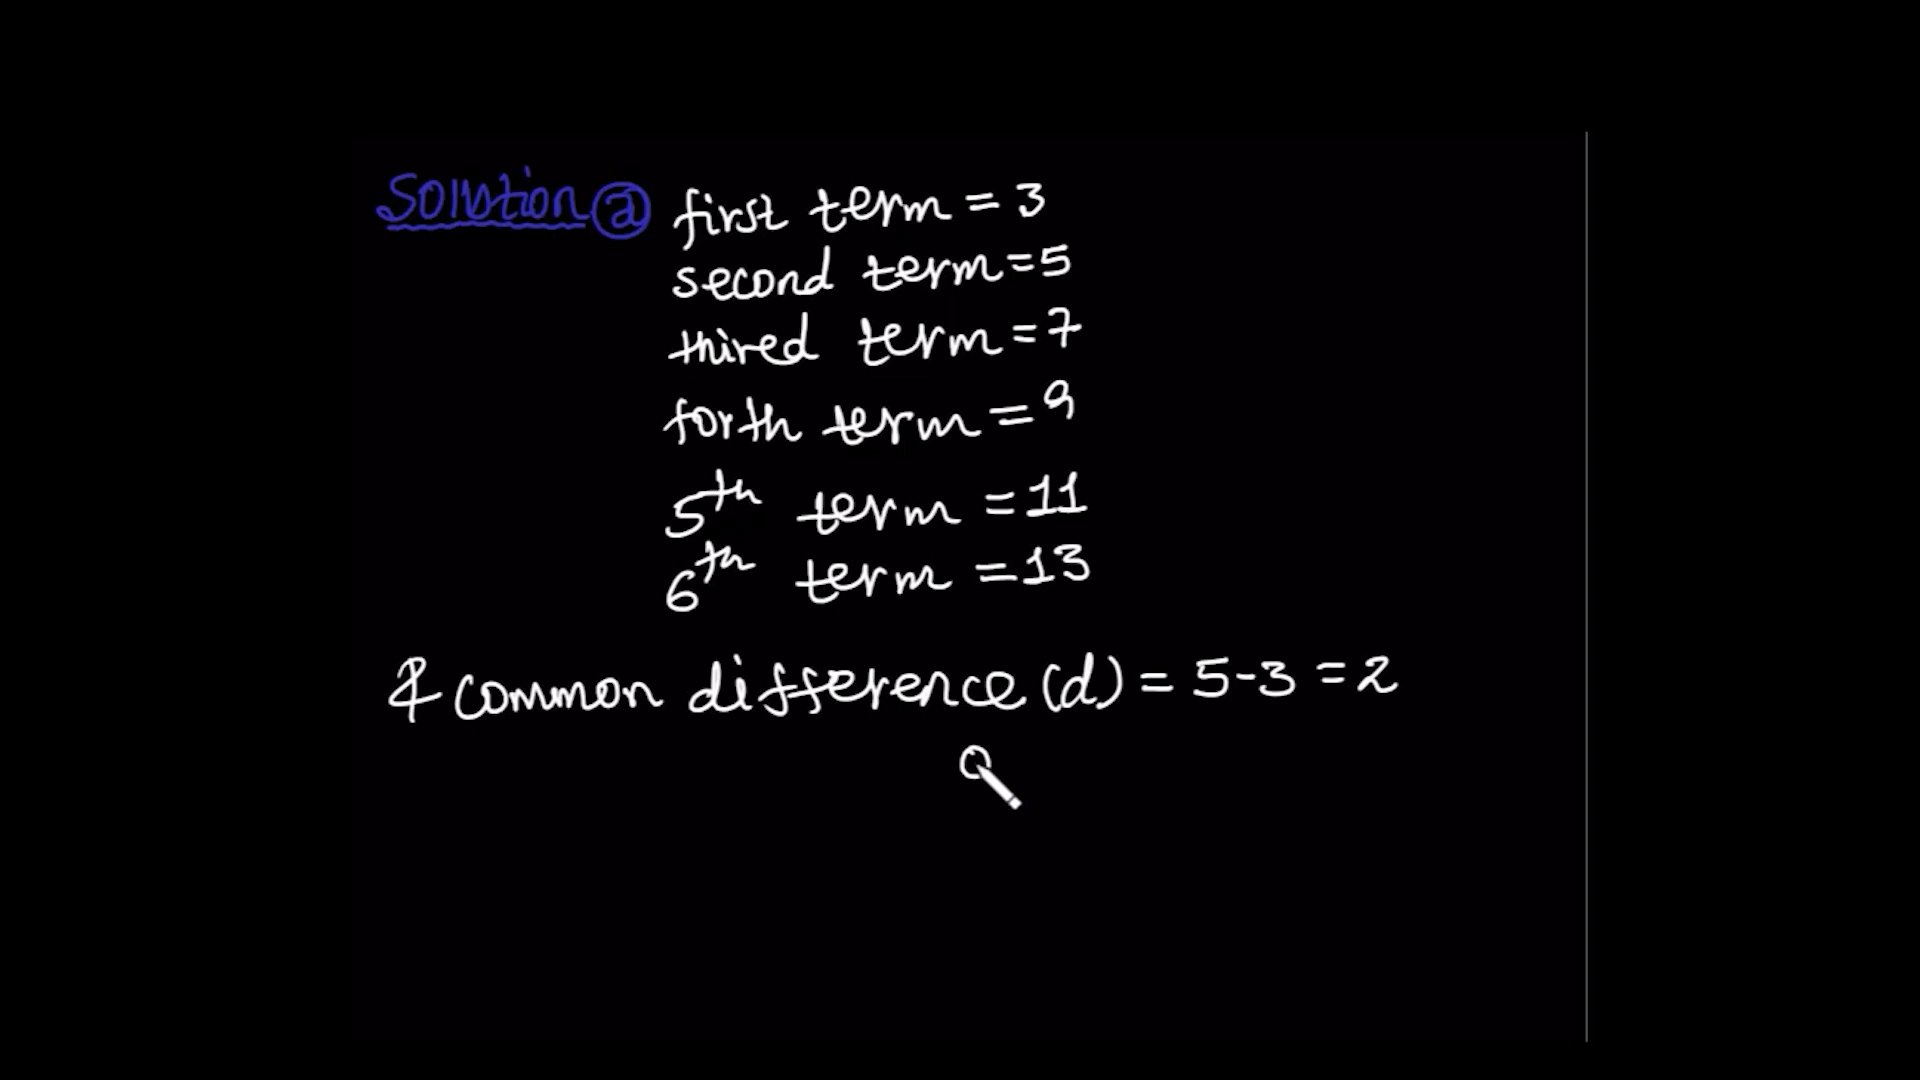 Solution ⓐ first term = 3
second term = 5
thired term = 7
forth term = 9
5th term = 11
6th term = 13
& common difference (d) = 5-3 = 2